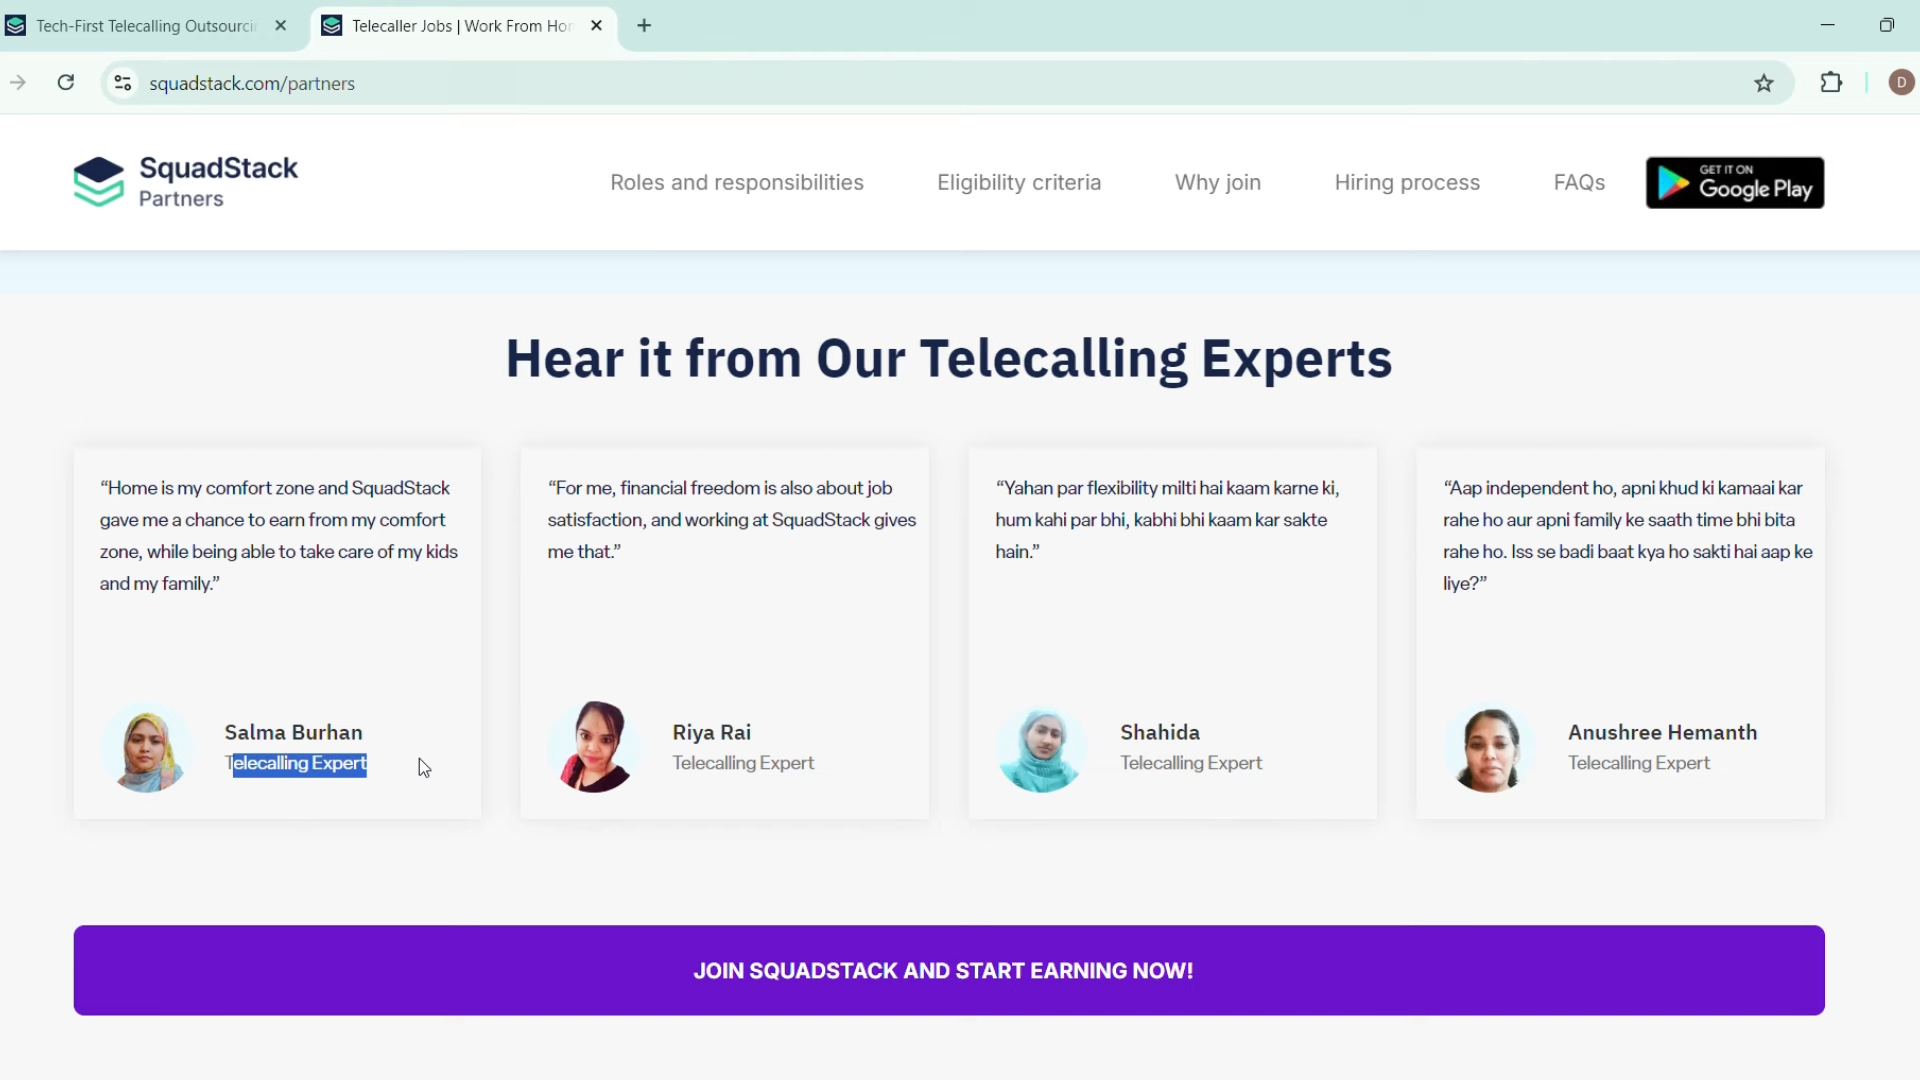 Tech-First Telecalling Outsourci
Telecaller Jobs | Work From Hor
squadstack.com/partners
D
SquadStack
Partners
Roles and responsibilities
Eligibility criteria
Why join
Hiring process
FAQs
GET IT ON
Google Play
Hear it from Our Telecalling Experts
“Home is my comfort zone and SquadStack
gave me a chance to earn from my comfort
zone, while being able to take care of my kids
and my family.”
Salma Burhan
Telecalling Expert
“For me, financial freedom is also about job
satisfaction, and working at SquadStack gives
me that.”
Riya Rai
Telecalling Expert
“Yahan par flexibility milti hai kaam karne ki,
hum kahi par bhi, kabhi bhi kaam kar sakte
hain.”
Shahida
Telecalling Expert
“Aap independent ho, apni khud ki kamaai kar
rahe ho aur apni family ke saath time bhi bita
rahe ho. Iss se badi baat kya ho sakti hai aap ke
liye?”
Anushree Hemanth
Telecalling Expert
JOIN SQUADSTACK AND START EARNING NOW!